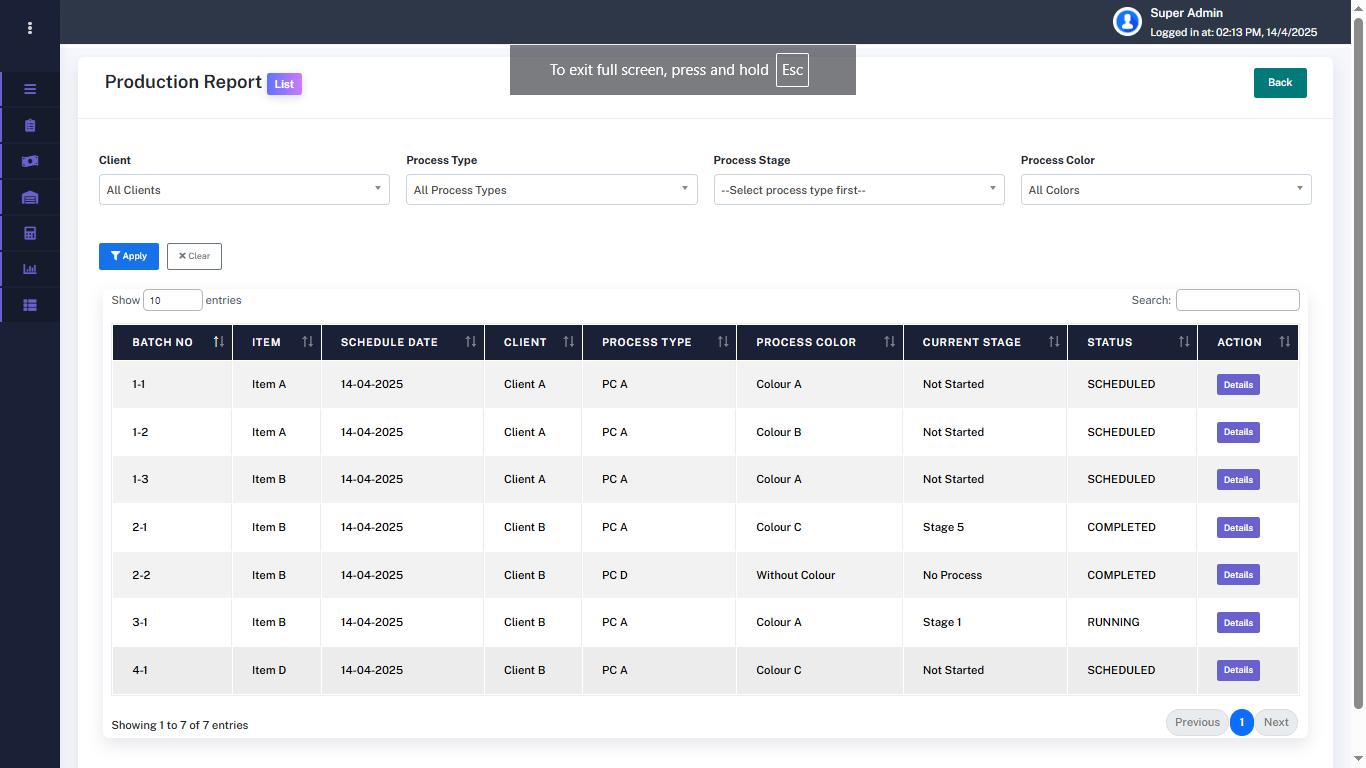 Super Admin
Logged in at: 02:13 PM, 14/4/2025
To exit full screen, press and hold Esc
Production Report List
Back
Client Process Type Process Stage Process Color
All Clients All Process Types --Select process type first-- All Colors
Apply Clear
Show 10 entries Search:
BATCH NO ITEM SCHEDULE DATE CLIENT PROCESS TYPE PROCESS COLOR CURRENT STAGE STATUS ACTION
1-1 Item A 14-04-2025 Client A PC A Colour A Not Started SCHEDULED Details
1-2 Item A 14-04-2025 Client A PC A Colour B Not Started SCHEDULED Details
1-3 Item B 14-04-2025 Client A PC A Colour A Not Started SCHEDULED Details
2-1 Item B 14-04-2025 Client B PC A Colour C Stage 5 COMPLETED Details
2-2 Item B 14-04-2025 Client B PC D Without Colour No Process COMPLETED Details
3-1 Item B 14-04-2025 Client B PC A Colour A Stage 1 RUNNING Details
4-1 Item D 14-04-2025 Client B PC A Colour C Not Started SCHEDULED Details
Showing 1 to 7 of 7 entries Previous 1 Next